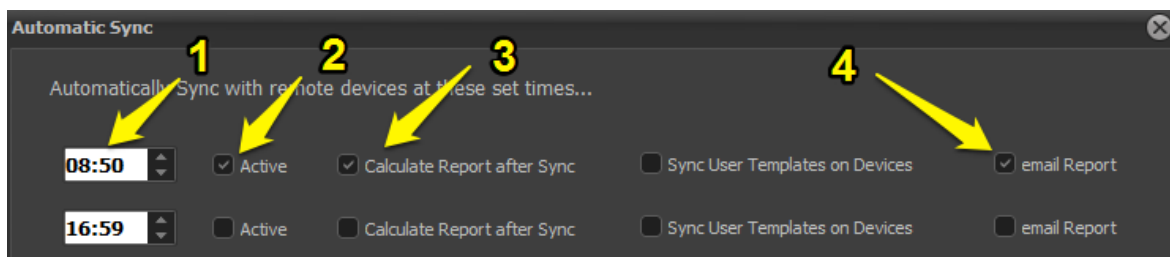 Automatic Sync
1 2 3 4
Automatically Sync with remote devices at these set times...
08:50 Active Calculate Report after Sync Sync User Templates on Devices email Report
16:59 Active Calculate Report after Sync Sync User Templates on Devices email Report